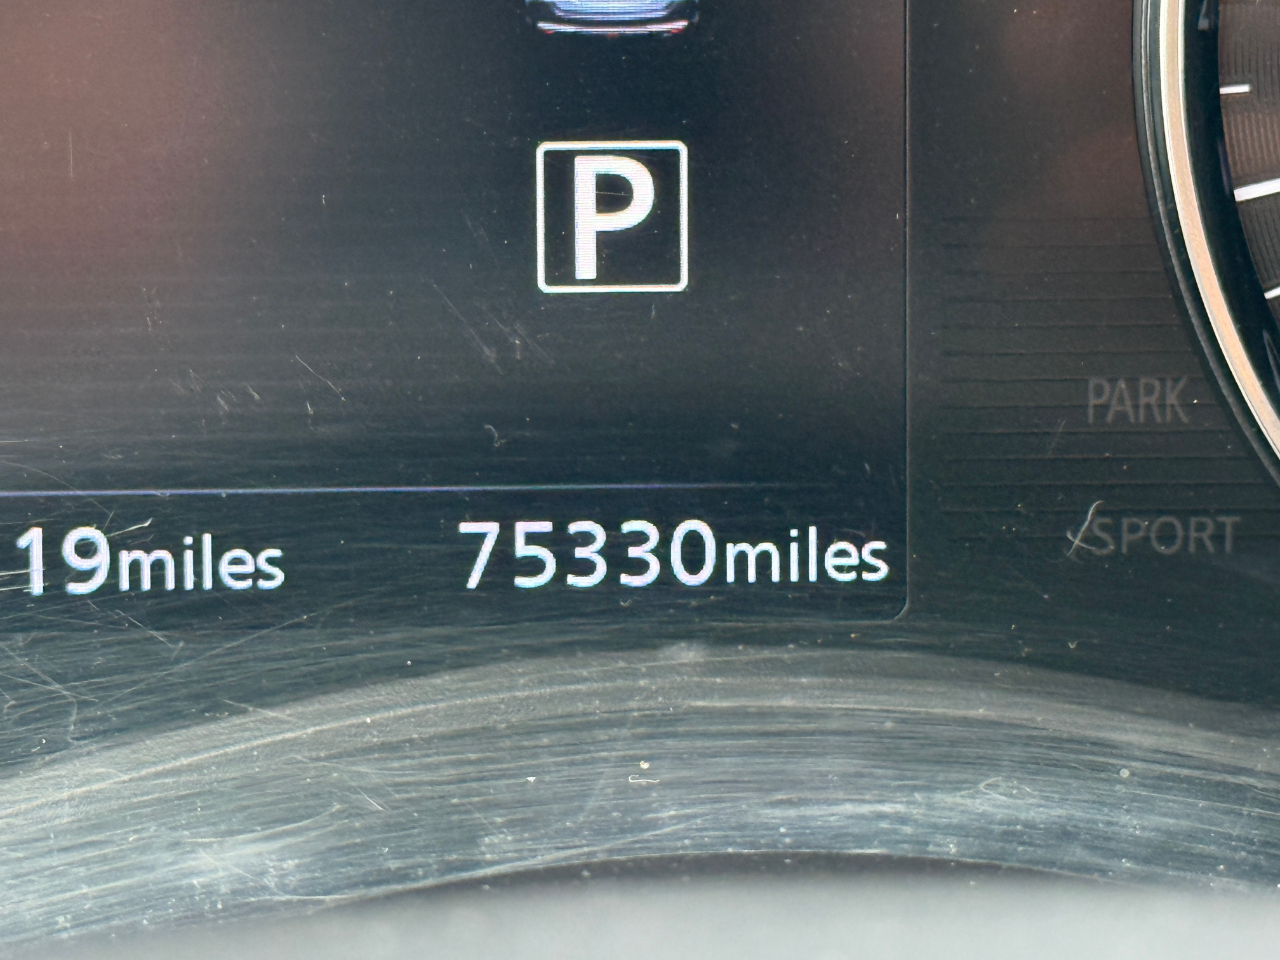 P
PARK
SPORT
19miles
75330miles